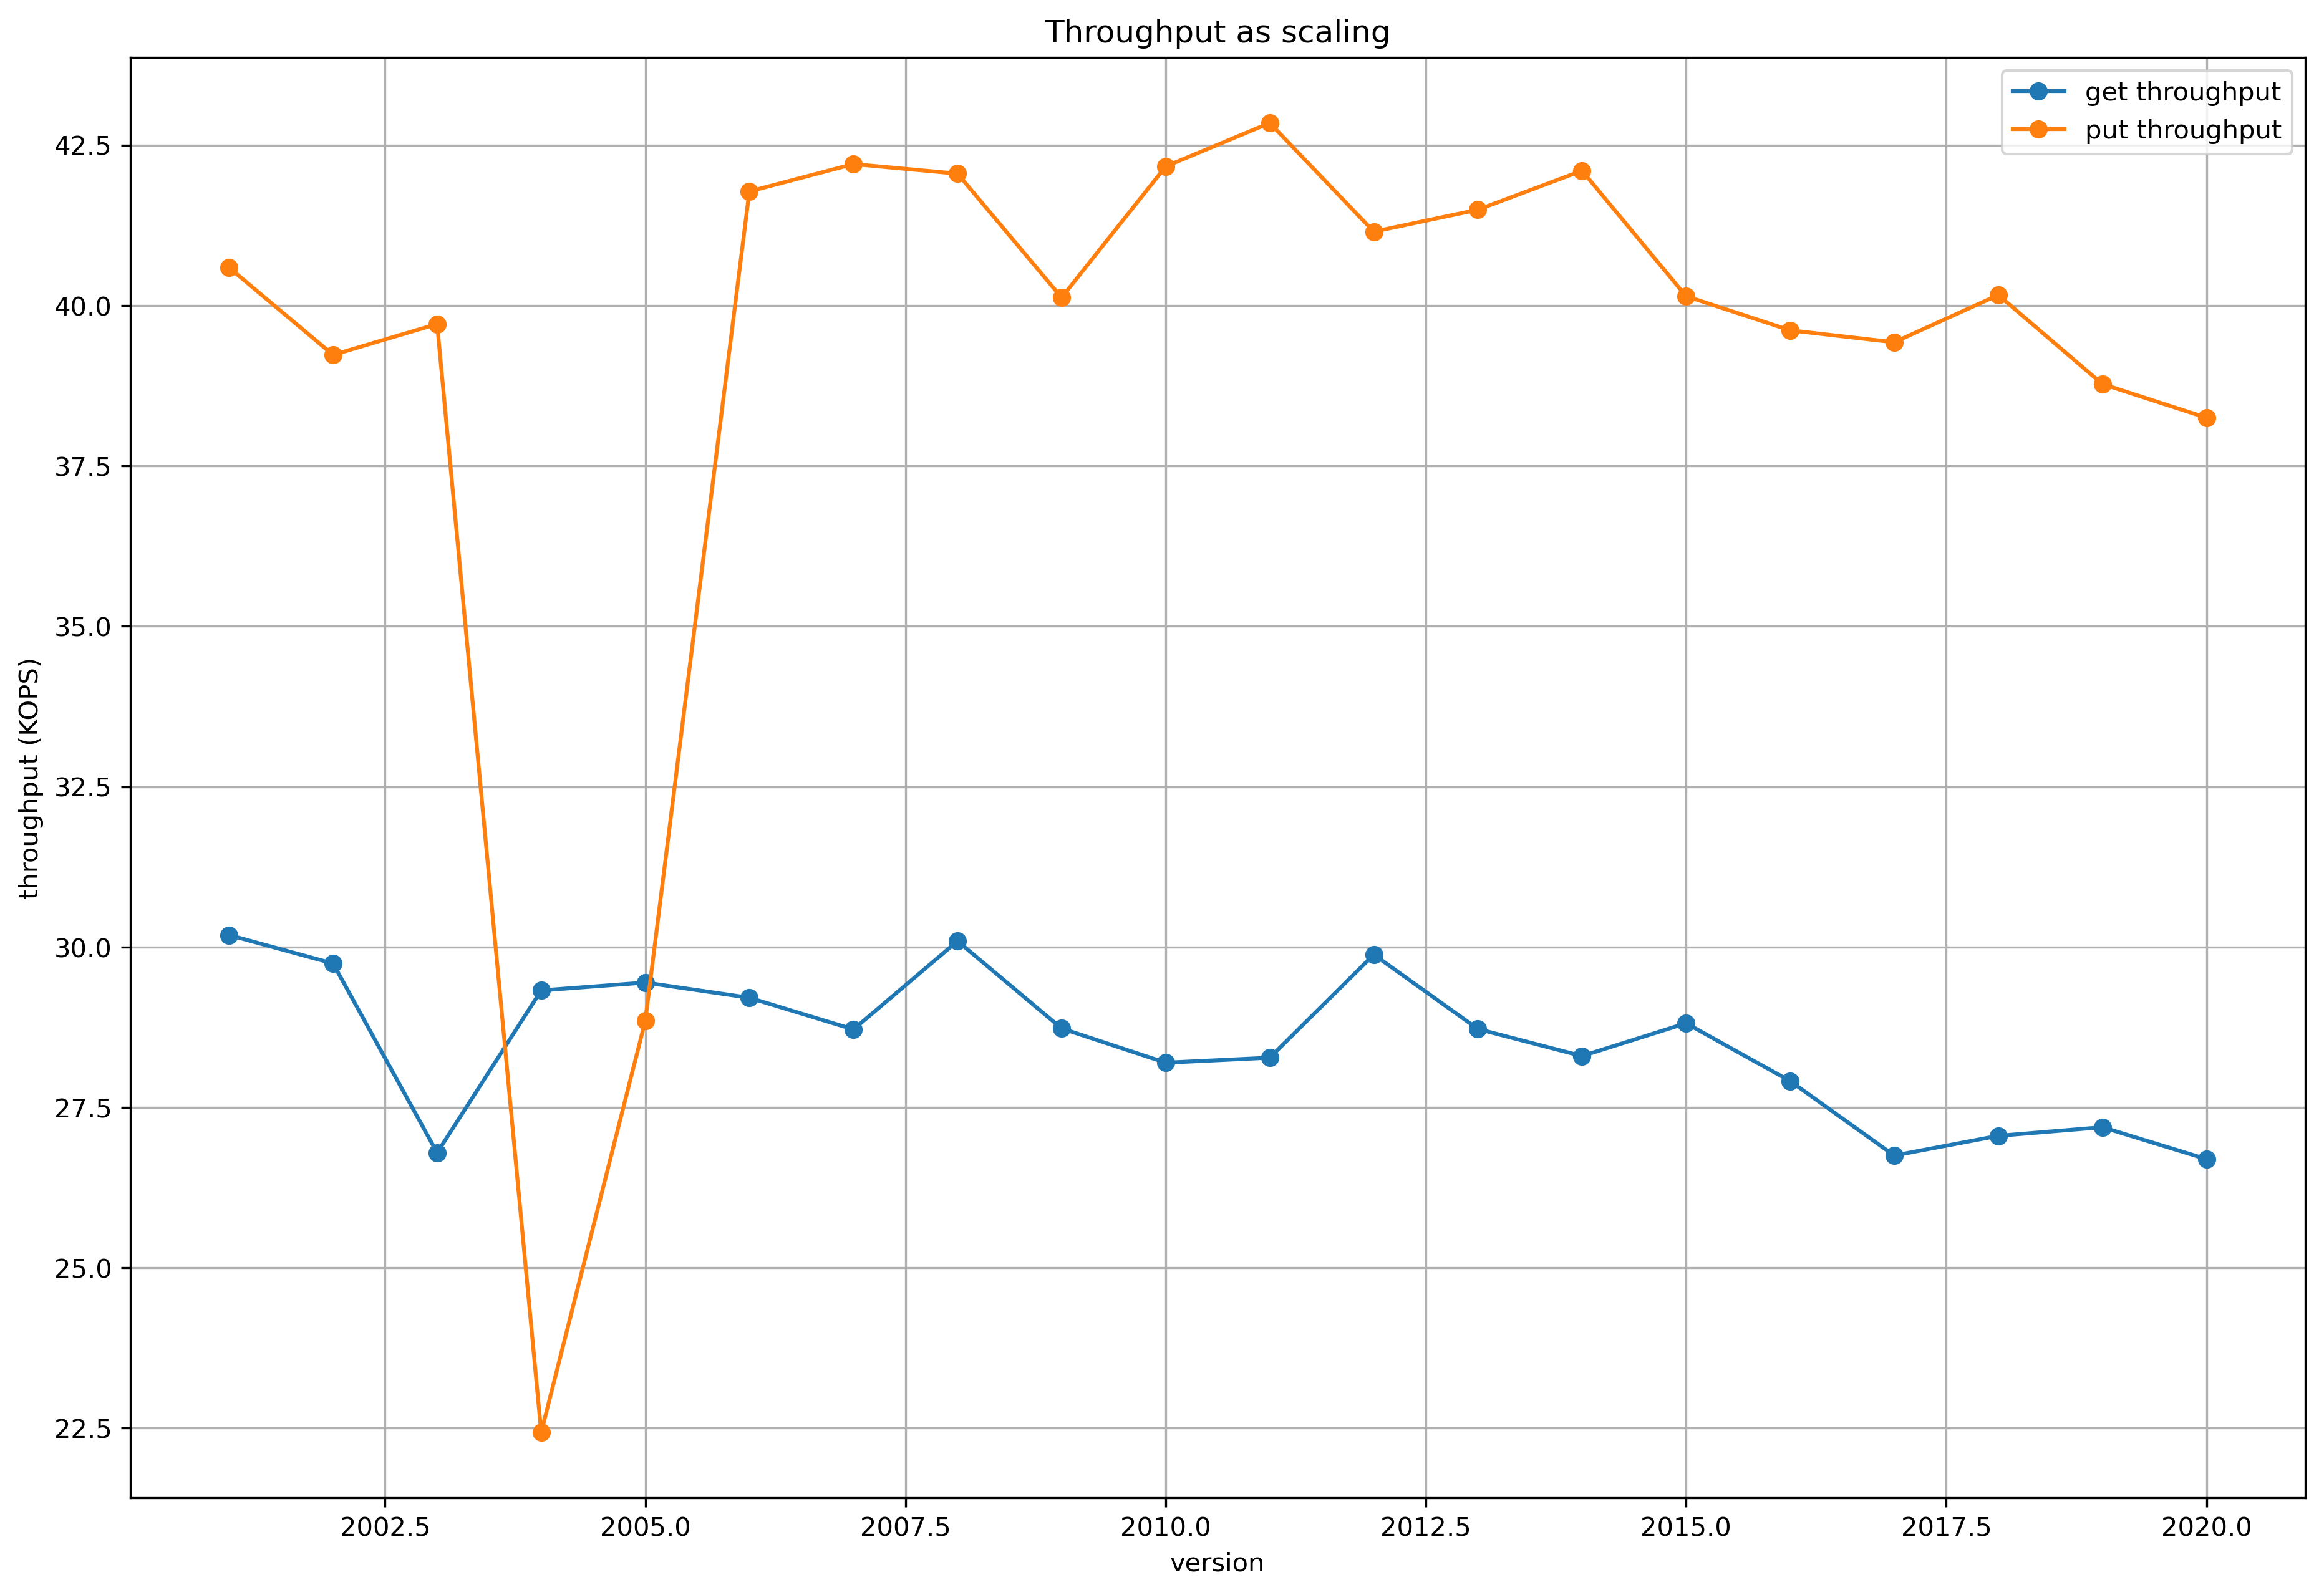 Throughput as scaling
get throughput
put throughput
throughput (KOPS)
42.5
40.0
37.5
35.0
32.5
30.0
27.5
25.0
22.5
2002.5 2005.0 2007.5 2010.0 2012.5 2015.0 2017.5 2020.0
version